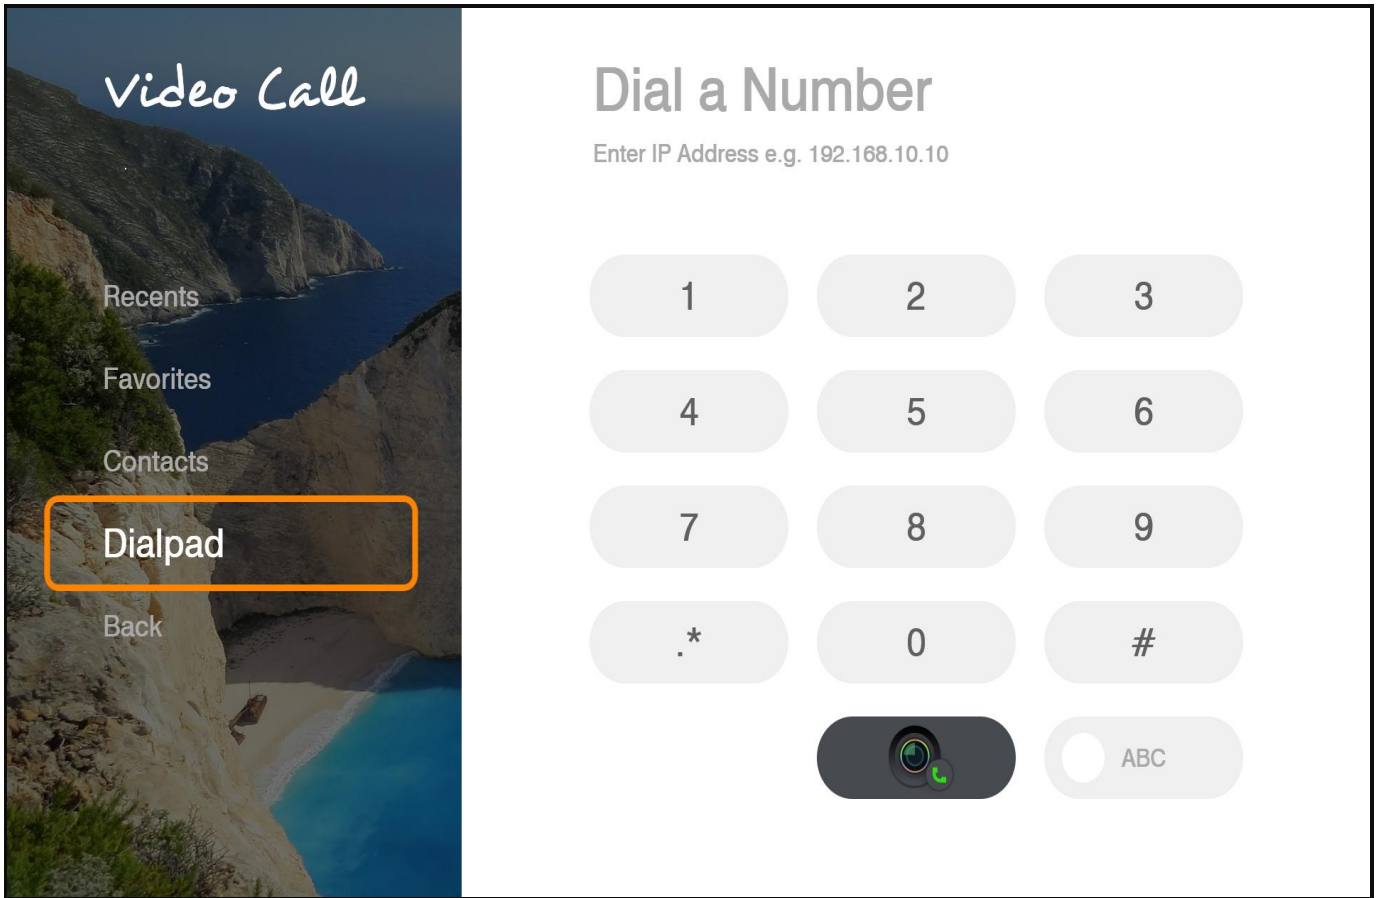 Video Call
Recents
Favorites
Contacts
Dialpad
Back
Dial a Number
Enter IP Address e.g. 192.168.10.10
1 2 3
4 5 6
7 8 9
.* 0 #
ABC